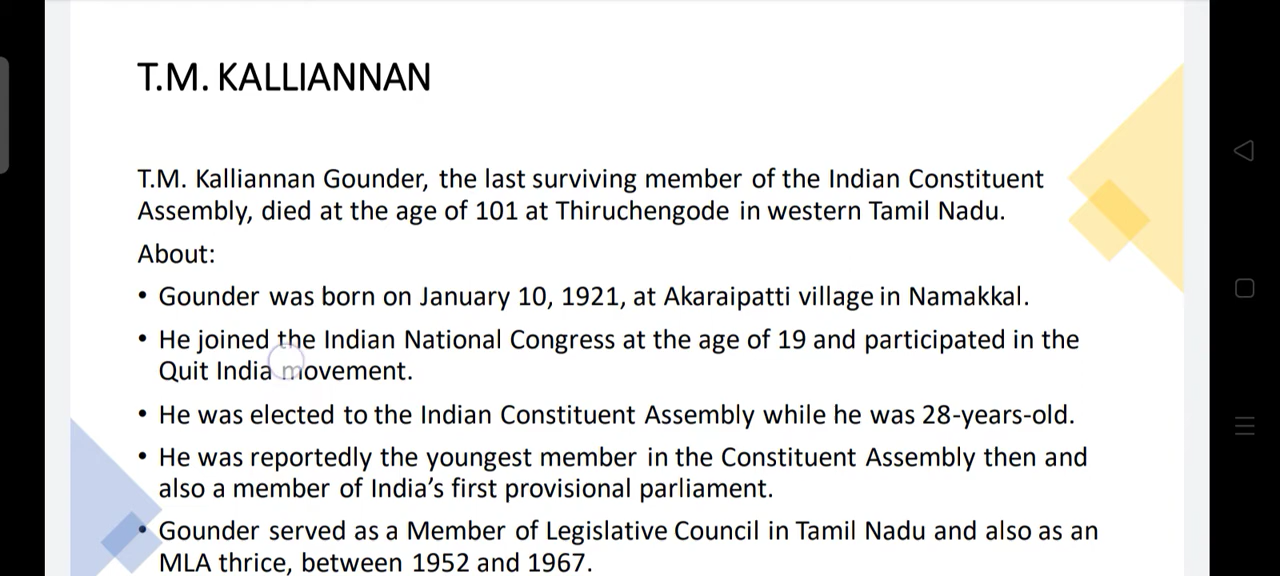 T.M. KALLIANNAN
T.M. Kalliannan Gounder, the last surviving member of the Indian Constituent
Assembly, died at the age of 101 at Thiruchengode in western Tamil Nadu.
About:
• Gounder was born on January 10, 1921, at Akaraipatti village in Namakkal.
• He joined the Indian National Congress at the age of 19 and participated in the
Quit India movement.
• He was elected to the Indian Constituent Assembly while he was 28-years-old.
• He was reportedly the youngest member in the Constituent Assembly then and
also a member of India’s first provisional parliament.
• Gounder served as a Member of Legislative Council in Tamil Nadu and also as an
MLA thrice, between 1952 and 1967.